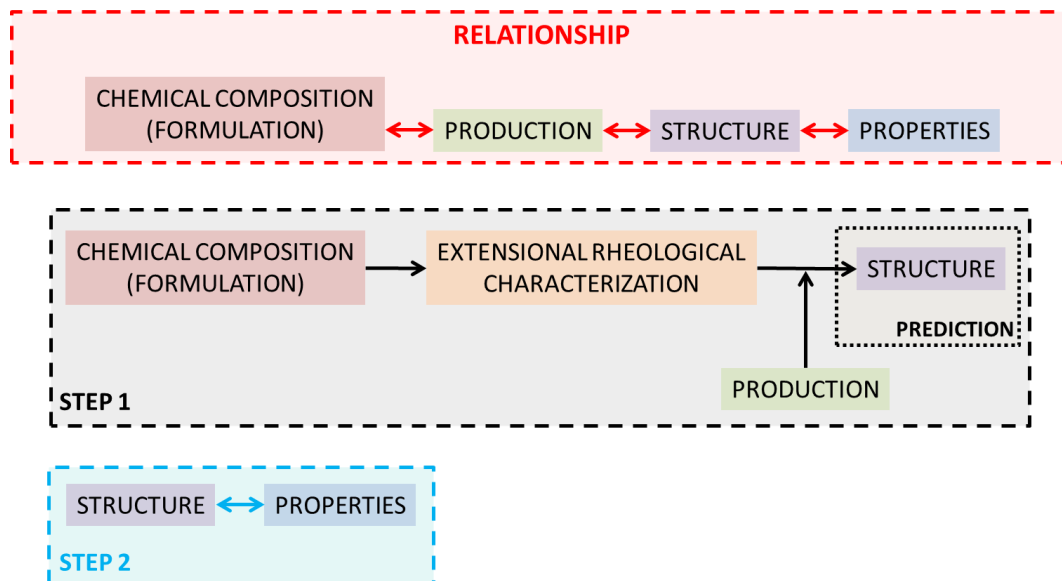 RELATIONSHIP
CHEMICAL COMPOSITION
(FORMULATION)
PRODUCTION
STRUCTURE
PROPERTIES
CHEMICAL COMPOSITION
(FORMULATION)
EXTENSIONAL RHEOLOGICAL
CHARACTERIZATION
STRUCTURE
PREDICTION
PRODUCTION
STEP 1
STRUCTURE
PROPERTIES
STEP 2